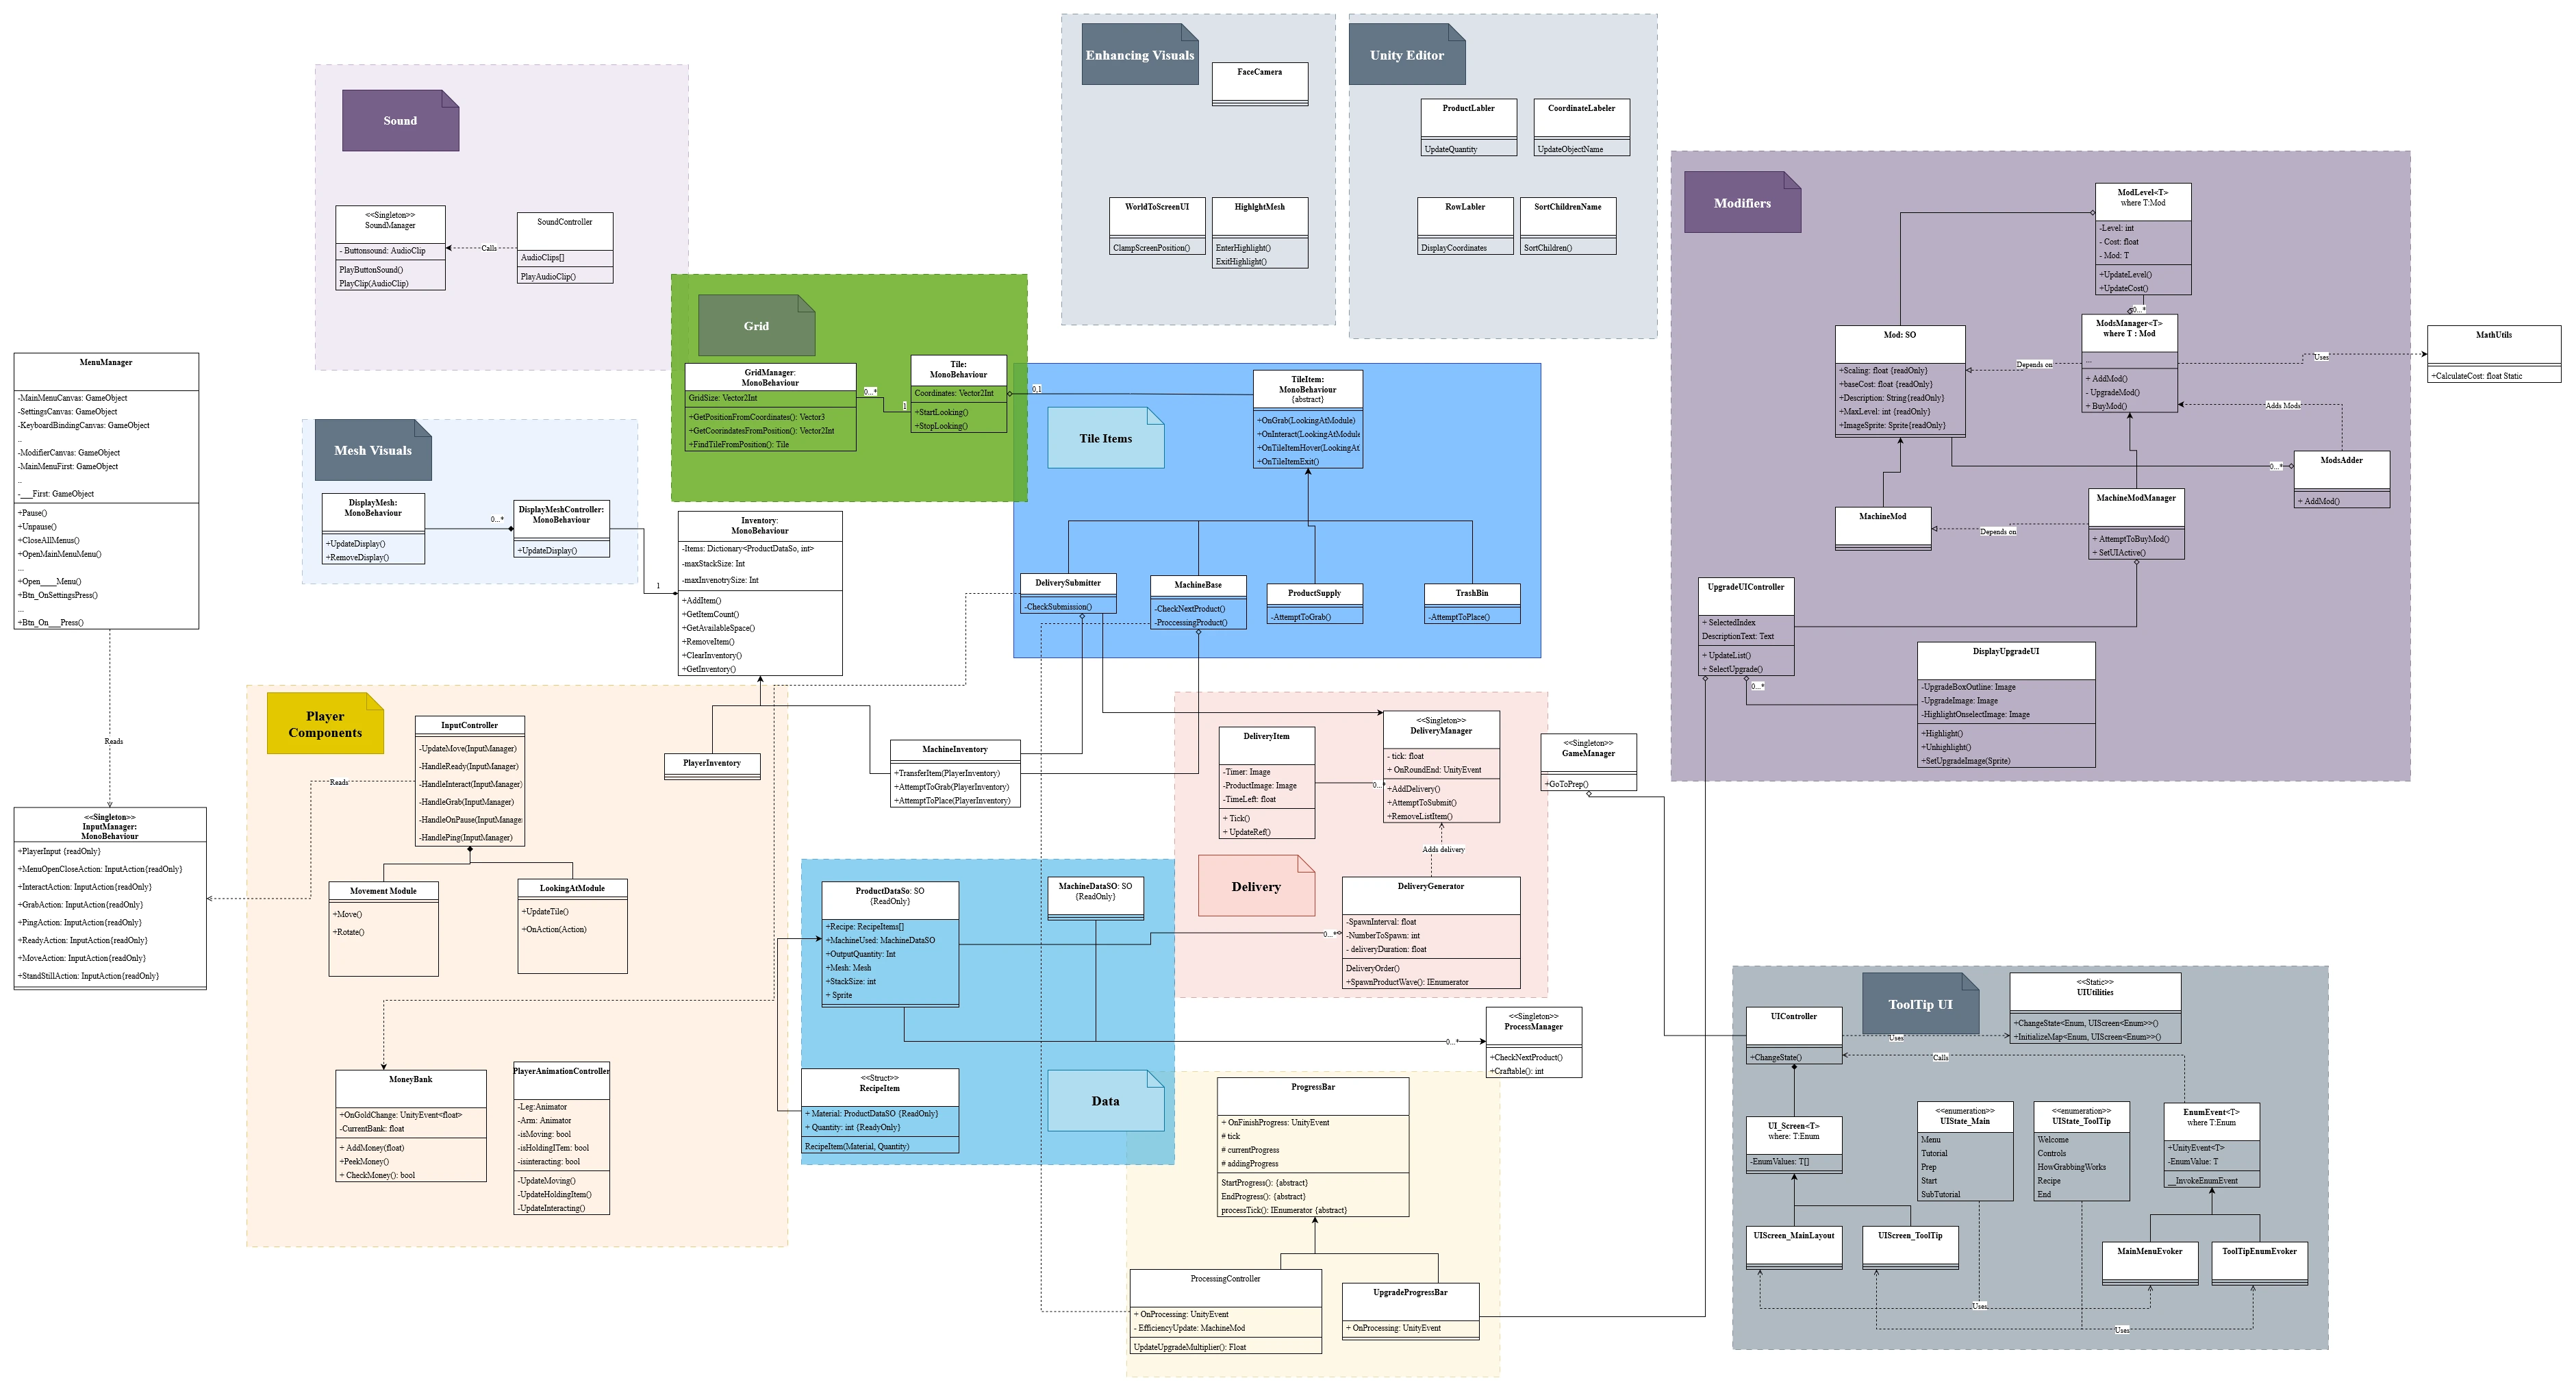 Enhancing Visuals
FaceCamera
WorldToScreenUI
ClampScreenPosition()
HighlghtMesh
EnterHighlight()
ExitHighlight()
Unity Editor
ProductLabler
UpdateQuantity
CoordinateLabeler
UpdateObjectName
RowLabler
DisplayCoordinates
SortChildrenName
SortChildren()
Sound
<<Singleton>>
SoundManager
- Buttonsound: AudioClip
PlayButtonSound()
PlayClip(AudioClip)
Calls
SoundController
AudioClips[]
PlayAudioClip()
Modifiers
ModLevel<T>
where T:Mod
-Level: int
- Cost: float
- Mod: T
+UpdateLevel()
+UpdateCost()
0...*
ModsManager<T>
where T : Mod
...
+ AddMod()
- UpgradeMod()
+ BuyMod()
Mod: SO
+Scaling: float {readOnly}
+baseCost: float {readOnly}
+Description: String{readOnly}
+MaxLevel: int {readOnly}
+ImageSprite: Sprite{readOnly}
Depends on
Uses
MathUtils
+CalculateCost: float Static
Adds Mods
ModsAdder
+ AddMod()
0...*
MachineMod
Depends on
MachineModManager
+ AttemptToBuyMod()
+ SetUIActive()
UpgradeUIController
+ SelectedIndex
DescriptionText: Text
+ UpdateList()
+ SelectUpgrade()
0...*
DisplayUpgradeUI
-UpgradeBoxOutline: Image
-UpgradeImage: Image
-HighlightOnselectImage: Image
+Highlight()
+Unhighlight()
+SetUpgradeImage(Sprite)
Grid
GridManager:
MonoBehaviour
GridSize: Vector2Int
+GetPositionFromCoordinates(): Vector3
+GetCoorindatesFromPosition(): Vector2Int
+FindTileFromPosition(): Tile
0...*
1
Tile:
MonoBehaviour
Coordinates: Vector2Int
+StartLooking()
+StopLooking()
0,1
Tile Items
TileItem:
MonoBehaviour
{abstract}
+OnGrab(LookingAtModule)
+OnInteract(LookingAtModule
+OnTileItemHover(LookingAt
+OnTileItemExit()
DeliverySubmitter
-CheckSubmission()
MachineBase
-CheckNextProduct()
-ProccessingProduct()
ProductSupply
-AttemptToGrab()
TrashBin
-AttemptToPlace()
MenuManager
-MainMenuCanvas: GameObject
-SettingsCanvas: GameObject
-KeyboardBindingCanvas: GameObject
..
-ModifierCanvas: GameObject
-MainMenuFirst: GameObject
..
-___First: GameObject
+Pause()
+Unpause()
+CloseAllMenus()
+OpenMainMenuMenu()
...
+Open____Menu()
+Btn_OnSettingsPress()
...
+Btn_On___Press()
Reads
Mesh Visuals
DisplayMesh:
MonoBehaviour
+UpdateDisplay()
+RemoveDisplay()
0...*
DisplayMeshController:
MonoBehaviour
+UpdateDisplay()
1
Inventory:
MonoBehaviour
-Items: Dictionary<ProductDataSo, int>
-maxStackSize: Int
-maxInvenotrySize: Int
+AddItem()
+GetItemCount()
+GetAvailableSpace()
+RemoveItem()
+ClearInventory()
+GetInventory()
PlayerInventory
MachineInventory
+TransferItem(PlayerInventory)
+AttemptToGrab(PlayerInventory)
+AttemptToPlace(PlayerInventory)
<<Singleton>>
InputManager:
MonoBehaviour
+PlayerInput {readOnly}
+MenuOpenCloseAction: InputAction{readOnly}
+InteractAction: InputAction{readOnly}
+GrabAction: InputAction{readOnly}
+PingAction: InputAction{readOnly}
+ReadyAction: InputAction{readOnly}
+MoveAction: InputAction{readOnly}
+StandStillAction: InputAction{readOnly}
Player
Components
Reads
InputController
-UpdateMove(InputManager)
-HandleReady(InputManager)
-HandleInteract(InputManager)
-HandleGrab(InputManager)
-HandleOnPause(InputManage
-HandlePing(InputManager)
Movement Module
+Move()
+Rotate()
LookingAtModule
+UpdateTile()
+OnAction(Action)
MoneyBank
+OnGoldChange: UnityEvent<float>
-CurrentBank: float
+ AddMoney(float)
+PeekMoney()
+ CheckMoney(): bool
PlayerAnimationController
-Leg:Animator
-Arm: Animator
-isMoving: bool
-isHoldingITem: bool
-isinteracting: bool
-UpdateMoving()
-UpdateHoldingItem()
-UpdateInteracting()
Delivery
DeliveryItem
-Timer: Image
-ProductImage: Image
-TimeLeft: float
+ Tick()
+ UpdateRef()
0...*
<<Singleton>>
DeliveryManager
- tick: float
+ OnRoundEnd: UnityEvent
+AddDelivery()
+AttemptToSubmit()
+RemoveListItem()
Adds delivery
DeliveryGenerator
-SpawnInterval: float
-NumberToSpawn: int
- deliveryDuration: float
DeliveryOrder()
+SpawnProductWave(): IEnumerator
0...*
<<Singleton>>
GameManager
+GoToPrep()
Data
ProductDataSo: SO
{ReadOnly}
+Recipe: RecipeItems[]
+MachineUsed: MachineDataSO
+OutputQuantity: Int
+Mesh: Mesh
+StackSize: int
+ Sprite
MachineDataSO: SO
{ReadOnly}
<<Struct>>
RecipeItem
+ Material: ProductDataSO {ReadOnly}
+ Quantity: int {ReadyOnly}
RecipeItem(Material, Quantity)
0...*
<<Singleton>>
ProcessManager
+CheckNextProduct()
+Craftable(): int
ProgressBar
+ OnFinishProgress: UnityEvent
# tick
# currentProgress
# addingProgress
StartProgress(): {abstract}
EndProgress(): {abstract}
processTick(): IEnumerator {abstract}
ProcessingController
+ OnProcessing: UnityEvent
- EfficiencyUpdate: MachineMod
UpdateUpgradeMultiplier(): Float
UpgradeProgressBar
+ OnProcessing: UnityEvent
ToolTip UI
UIController
+ChangeState()
Uses
<<Static>>
UIUtilities
+ChangeState<Enum, UIScreen<Enum>>()
+InitializeMap<Enum, UIScreen<Enum>>()
Calls
UI_Screen<T>
where: T:Enum
-EnumValues: T[]
<<enumeration>>
UIState_Main
Menu
Tutorial
Prep
Start
SubTutorial
<<enumeration>>
UIState_ToolTip
Welcome
Controls
HowGrabbingWorks
Recipe
End
EnumEvent<T>
where T:Enum
+UnityEvent<T>
-EnumValue: T
__InvokeEnumEvent
UIScreen_MainLayout
UIScreen_ToolTip
MainMenuEvoker
ToolTipEnumEvoker
Uses
Uses